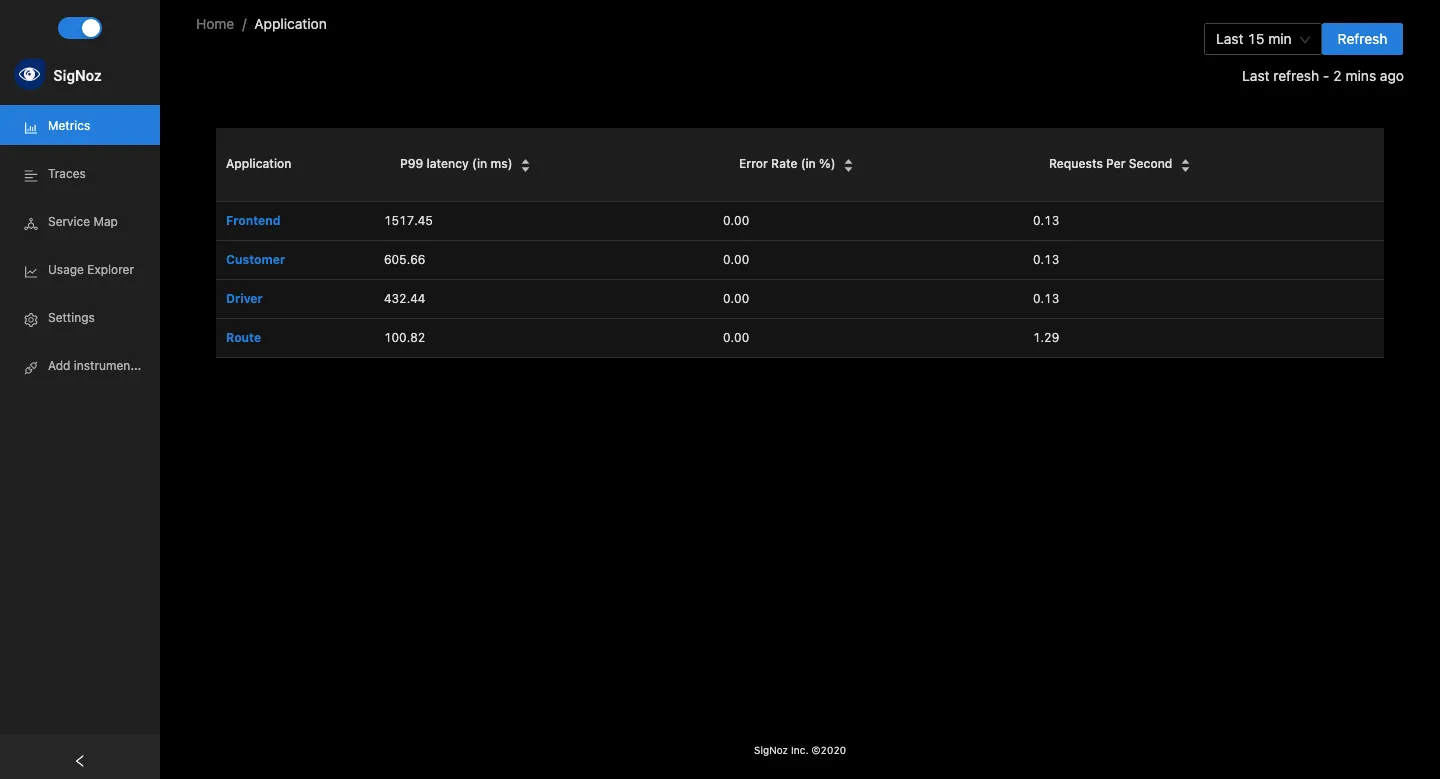 SigNoz
Metrics
Traces
Service Map
Usage Explorer
Settings
Add instrumen...
Home / Application
Last 15 min
Refresh
Last refresh - 2 mins ago
Application P99 latency (in ms) Error Rate (in %) Requests Per Second
Frontend 1517.45 0.00 0.13
Customer 605.66 0.00 0.13
Driver 432.44 0.00 0.13
Route 100.82 0.00 1.29
SigNoz Inc. ©2020